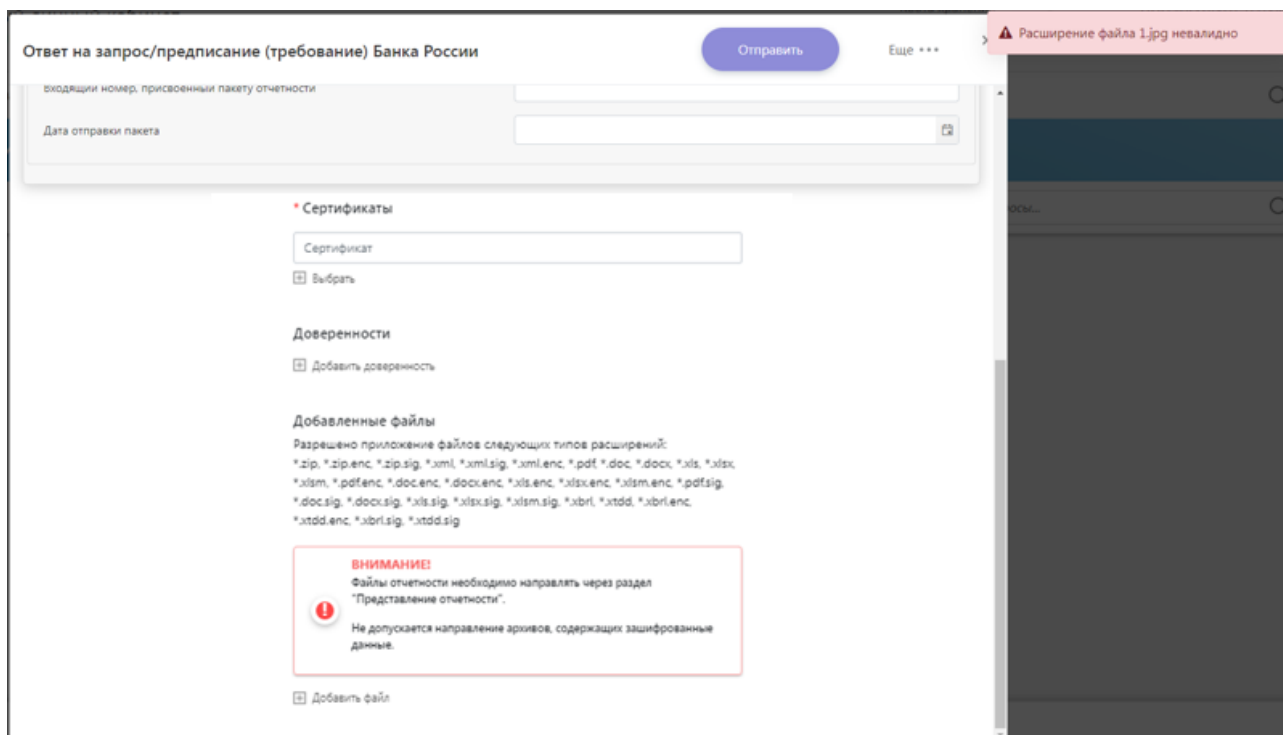 Ответ на запрос/предписание (требование) Банка России
Отправить
Еще •••
Расширение файла 1.jpg невалидно
Входящий номер, присвоенный пакету отчетности
Дата отправки пакета
* Сертификаты
Сертификат
Выбрать
Доверенности
Добавить доверенность
Добавленные файлы
Разрешено приложение файлов следующих типов расширений:
*.zip, *.zip.enc, *.zip.sig, *.xml, *.xml.sig, *.xml.enc, *.pdf, *.doc, *.docx, *.xls, *.xlsx,
*.xlsm, *.pdf.enc, *.doc.enc, *.docx.enc, *.xls.enc, *.xlsx.enc, *.xlsm.enc, *.pdf.sig,
*.doc.sig, *.docx.sig, *.xls.sig, *.xlsx.sig, *.xlsm.sig, *.xbrl, *.xtdd, *.xbrl.enc,
*.xtdd.enc, *.xbrl.sig, *.xtdd.sig
ВНИМАНИЕ!
Файлы отчетности необходимо направлять через раздел
"Представление отчетности".
Не допускается направление архивов, содержащих зашифрованные
данные.
Добавить файл